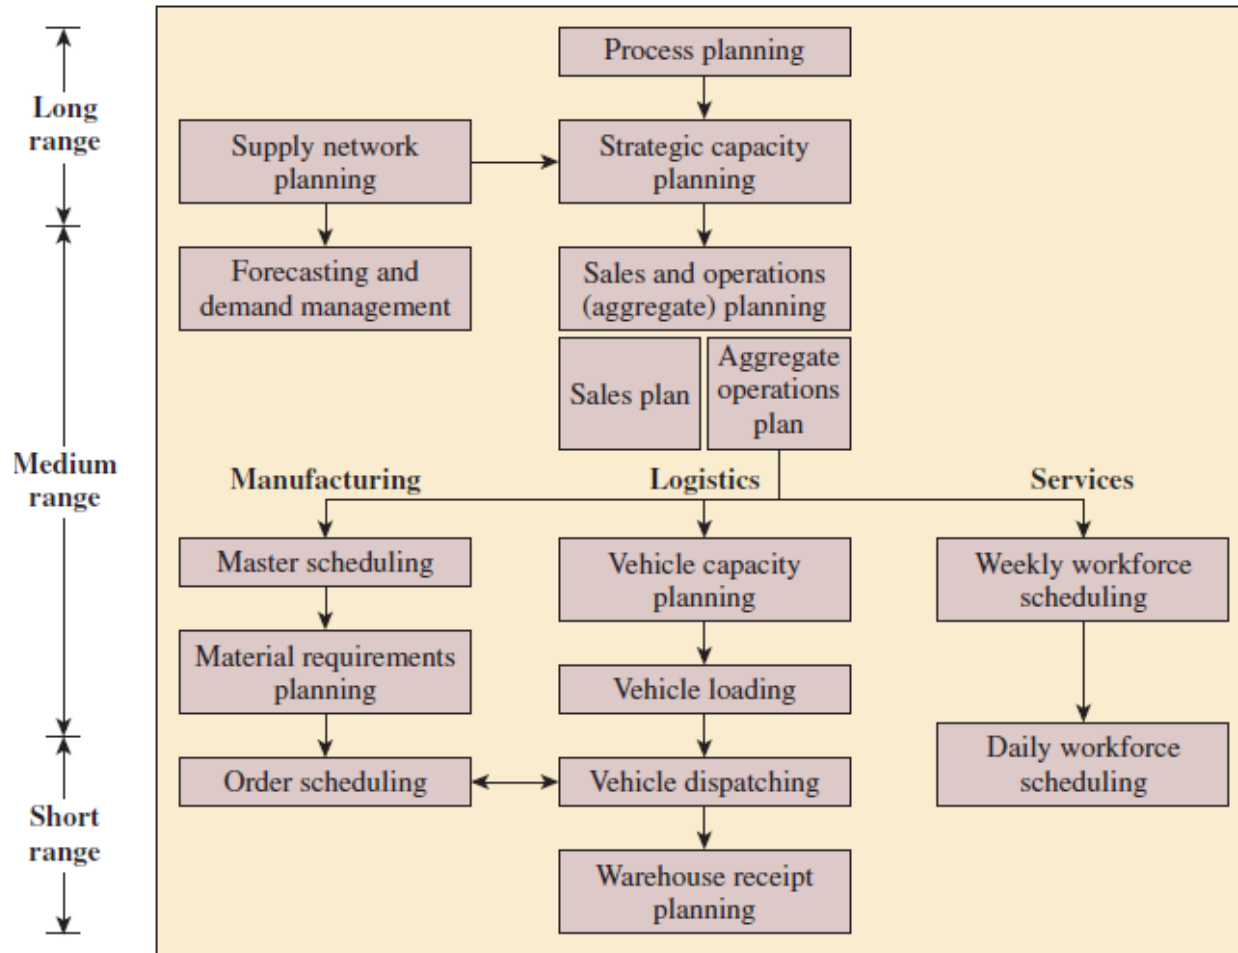 Process planning
Long
range
Supply network
planning
Strategic capacity
planning
Forecasting and
demand management
Sales and operations
(aggregate) planning
Sales plan
Aggregate
operations
plan
Medium
range
Manufacturing
Logistics
Services
Master scheduling
Vehicle capacity
planning
Weekly workforce
scheduling
Material requirements
planning
Vehicle loading
Order scheduling
Vehicle dispatching
Daily workforce
scheduling
Short
range
Warehouse receipt
planning